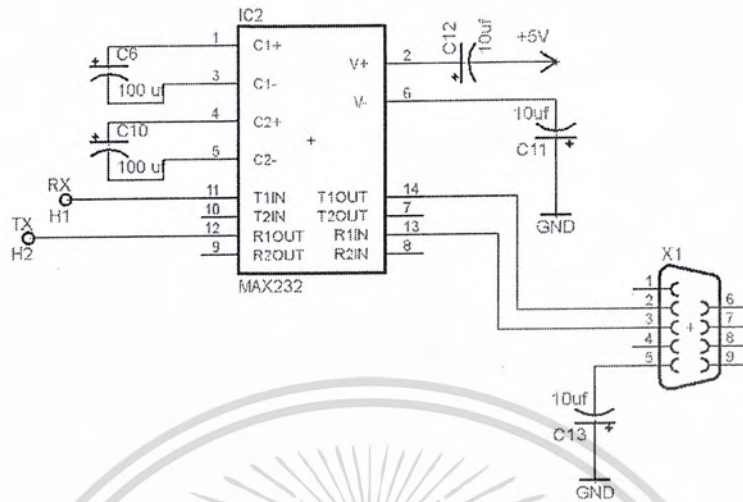 IC2
1 C1+
C6
100 uf
3 C1-
4 C2+
C10
100 uf
5 C2-
RX
H1
11 T1IN
10 T2IN
TX
H2
12 R1OUT
9 R2OUT
MAX232
V+ 2
V- 6
T1OUT 14
T2OUT 7
R1IN 13
R2IN 8
C12
10uf
+5V
10uf
C11
GND
X1
1
2
3
4
5
6
7
8
9
10uf
C13
GND